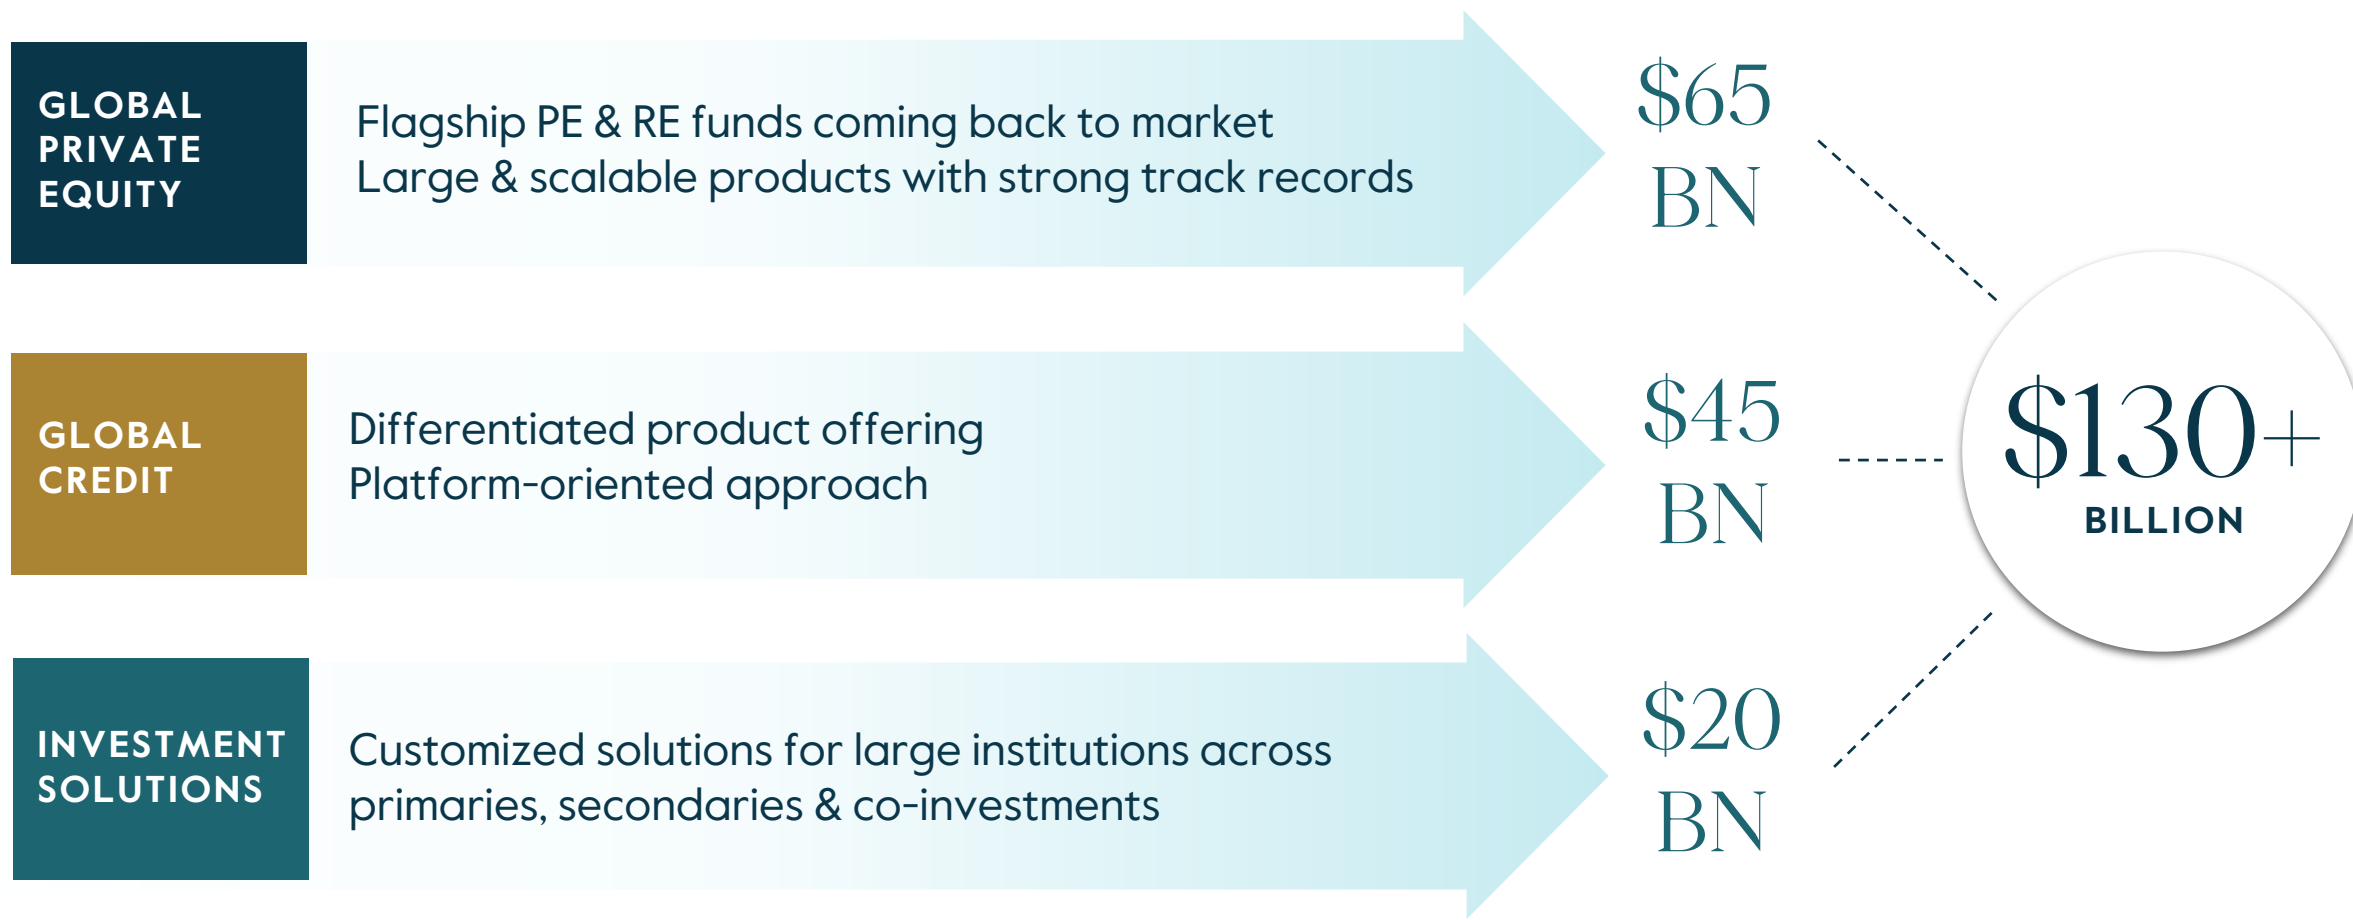 GLOBAL
PRIVATE
EQUITY
Flagship PE & RE funds coming back to market
Large & scalable products with strong track records
$65
BN
GLOBAL
CREDIT
Differentiated product offering
Platform-oriented approach
$45
BN
$130+
BILLION
INVESTMENT
SOLUTIONS
Customized solutions for large institutions across
primaries, secondaries & co-investments
$20
BN